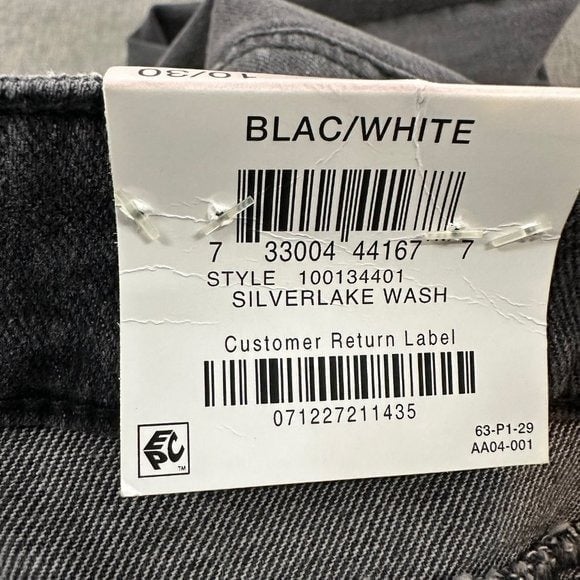 10/30
BLAC/WHITE
7 33004 44167 7
STYLE 100134401
SILVERLAKE WASH
Customer Return Label
071227211435
EPC TM
63-P1-29
AA04-001